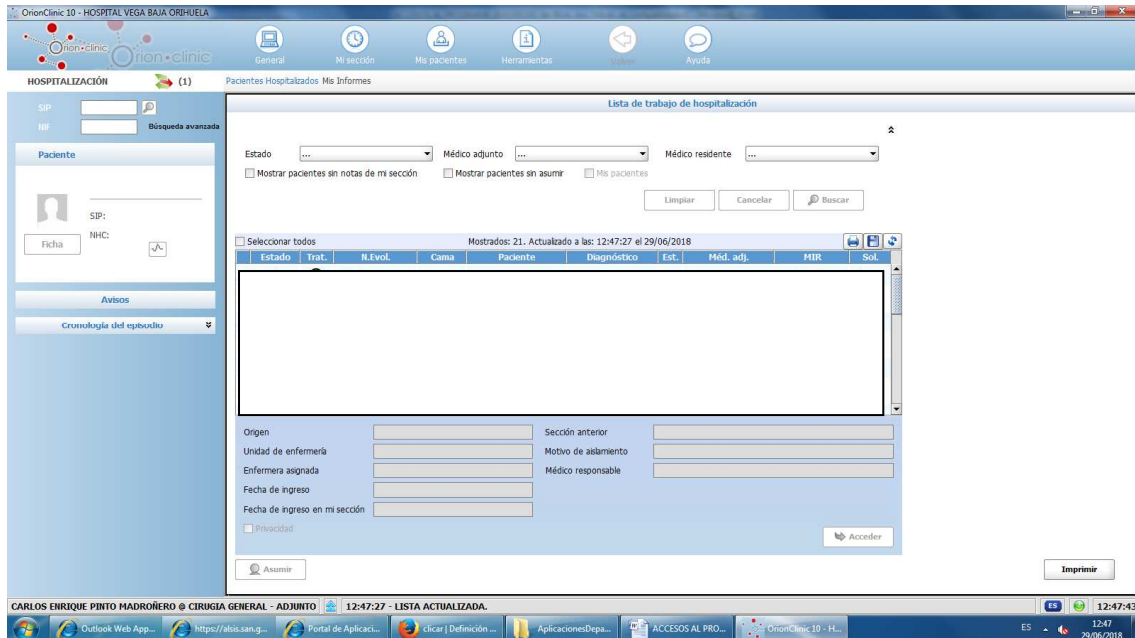 OrionClinic 10 - HOSPITAL VEGA BAJA ORIHUELA
Orion•clinic
rion•clinic
General
Mi sección
Mis pacientes
Herramientas
Volver
Ayuda
HOSPITALIZACIÓN (1)
Pacientes Hospitalizados Mis Informes
SIP
NIF
Búsqueda avanzada
Paciente
SIP:
NHC:
Ficha
Avisos
Cronología del episodio
Lista de trabajo de hospitalización
Estado ... Médico adjunto ... Médico residente ...
Mostrar pacientes sin notas de mi sección Mostrar pacientes sin asumir Mis pacientes
Limpiar Cancelar Buscar
Seleccionar todos Mostrados: 21. Actualizado a las: 12:47:27 el 29/06/2018
Estado Trat. N.Evol. Cama Paciente Diagnóstico Est. Méd. adj. MIR Sol.
Origen Sección anterior
Unidad de enfermería Motivo de aislamiento
Enfermera asignada Médico responsable
Fecha de ingreso
Fecha de ingreso en mi sección
Privacidad
Acceder
Asumir
Imprimir
CARLOS ENRIQUE PINTO MADROÑERO @ CIRUGIA GENERAL - ADJUNTO 12:47:27 - LISTA ACTUALIZADA. ES 12:47:43
Outlook Web App... https://alsis.san.g... Portal de Aplicaci... clicar | Definición ... AplicacionesDepa... ACCESOS AL PRO... OrionClinic 10 - H... ES 12:47
29/06/2018